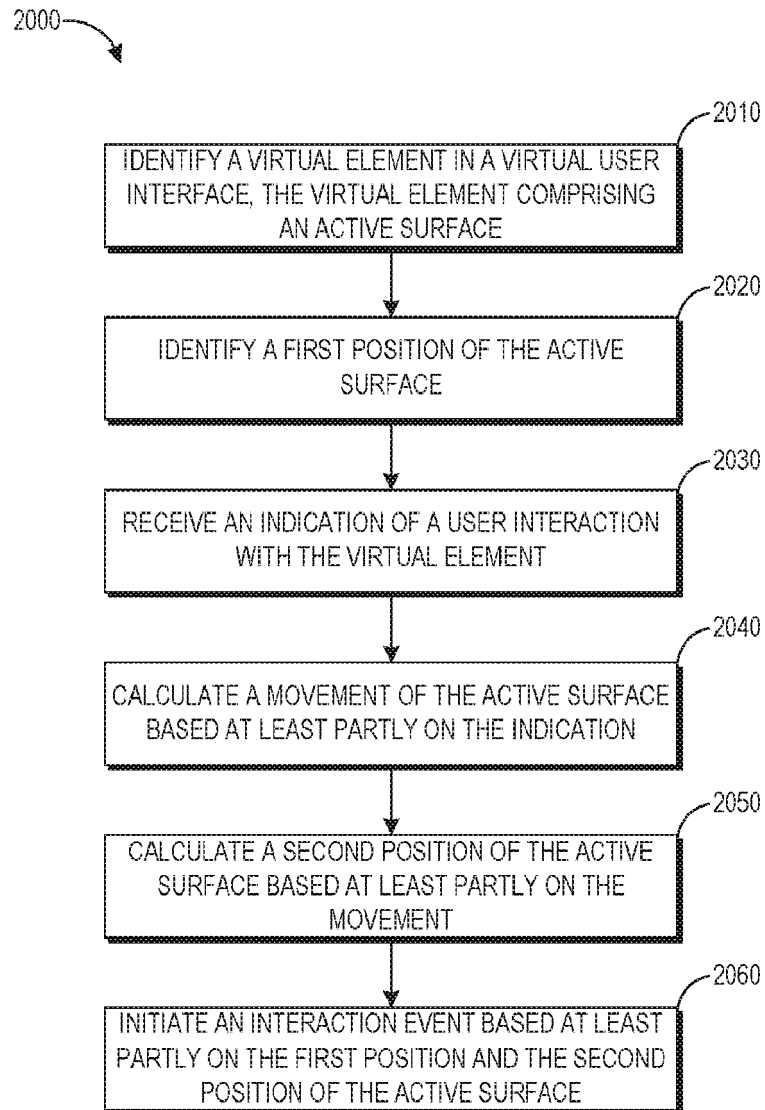 2000
2010
IDENTIFY A VIRTUAL ELEMENT IN A VIRTUAL USER
INTERFACE, THE VIRTUAL ELEMENT COMPRISING
AN ACTIVE SURFACE
2020
IDENTIFY A FIRST POSITION OF THE ACTIVE
SURFACE
2030
RECEIVE AN INDICATION OF A USER INTERACTION
WITH THE VIRTUAL ELEMENT
2040
CALCULATE A MOVEMENT OF THE ACTIVE SURFACE
BASED AT LEAST PARTLY ON THE INDICATION
2050
CALCULATE A SECOND POSITION OF THE ACTIVE
SURFACE BASED AT LEAST PARTLY ON THE
MOVEMENT
2060
INITIATE AN INTERACTION EVENT BASED AT LEAST
PARTLY ON THE FIRST POSITION AND THE SECOND
POSITION OF THE ACTIVE SURFACE